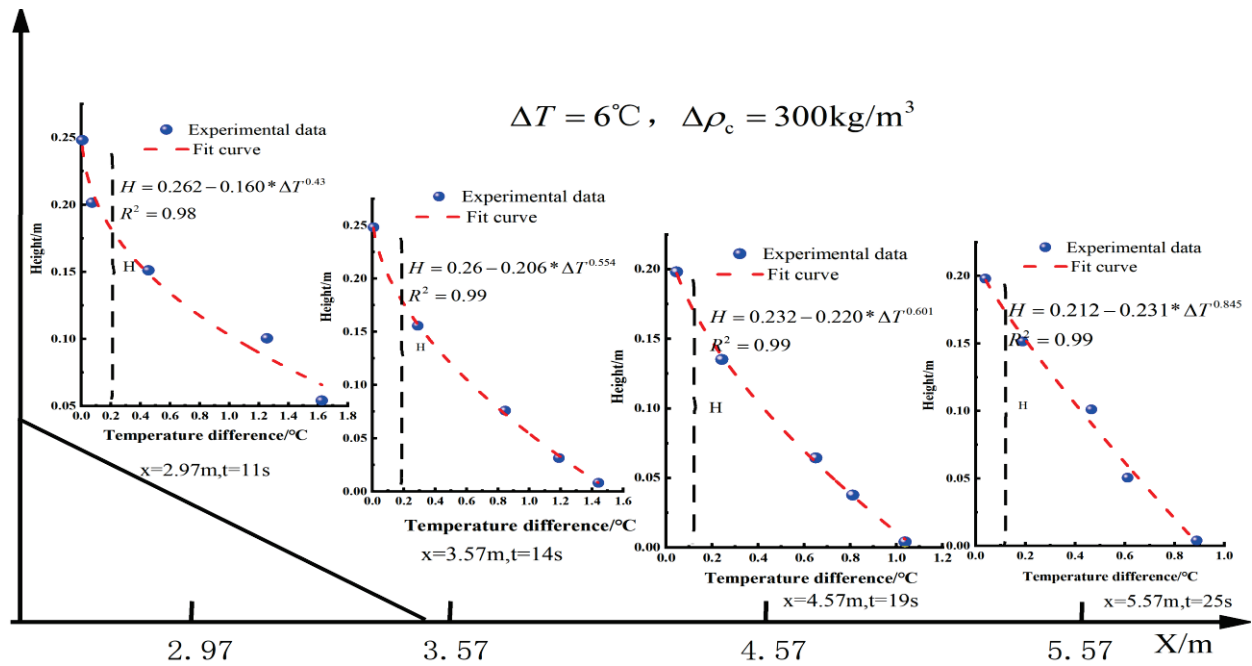 ΔT = 6℃, Δρc = 300kg/m³
Experimental data
Fit curve
H = 0.262 − 0.160 * ΔT^0.43
R² = 0.98
H
Height/m
0.25
0.20
0.15
0.10
0.05
0.0 0.2 0.4 0.6 0.8 1.0 1.2 1.4 1.6 1.8
Temperature difference/°C
x=2.97m,t=11s
Experimental data
Fit curve
H = 0.26 − 0.206 * ΔT^0.554
R² = 0.99
H
Height/m
0.25
0.20
0.15
0.10
0.05
0.00
0.0 0.2 0.4 0.6 0.8 1.0 1.2 1.4 1.6
Temperature difference/°C
x=3.57m,t=14s
Experimental data
Fit curve
H = 0.232 − 0.220 * ΔT^0.601
R² = 0.99
H
Height/m
0.20
0.15
0.10
0.05
0.00
0.0 0.2 0.4 0.6 0.8 1.0 1.2
Temperature difference/°C
x=4.57m,t=19s
Experimental data
Fit curve
H = 0.212 − 0.231 * ΔT^0.845
R² = 0.99
H
Height/m
0.20
0.15
0.10
0.05
0.00
0.0 0.2 0.4 0.6 0.8 1.0
Temperature difference/°C
x=5.57m,t=25s
2.97 3.57 4.57 5.57 X/m